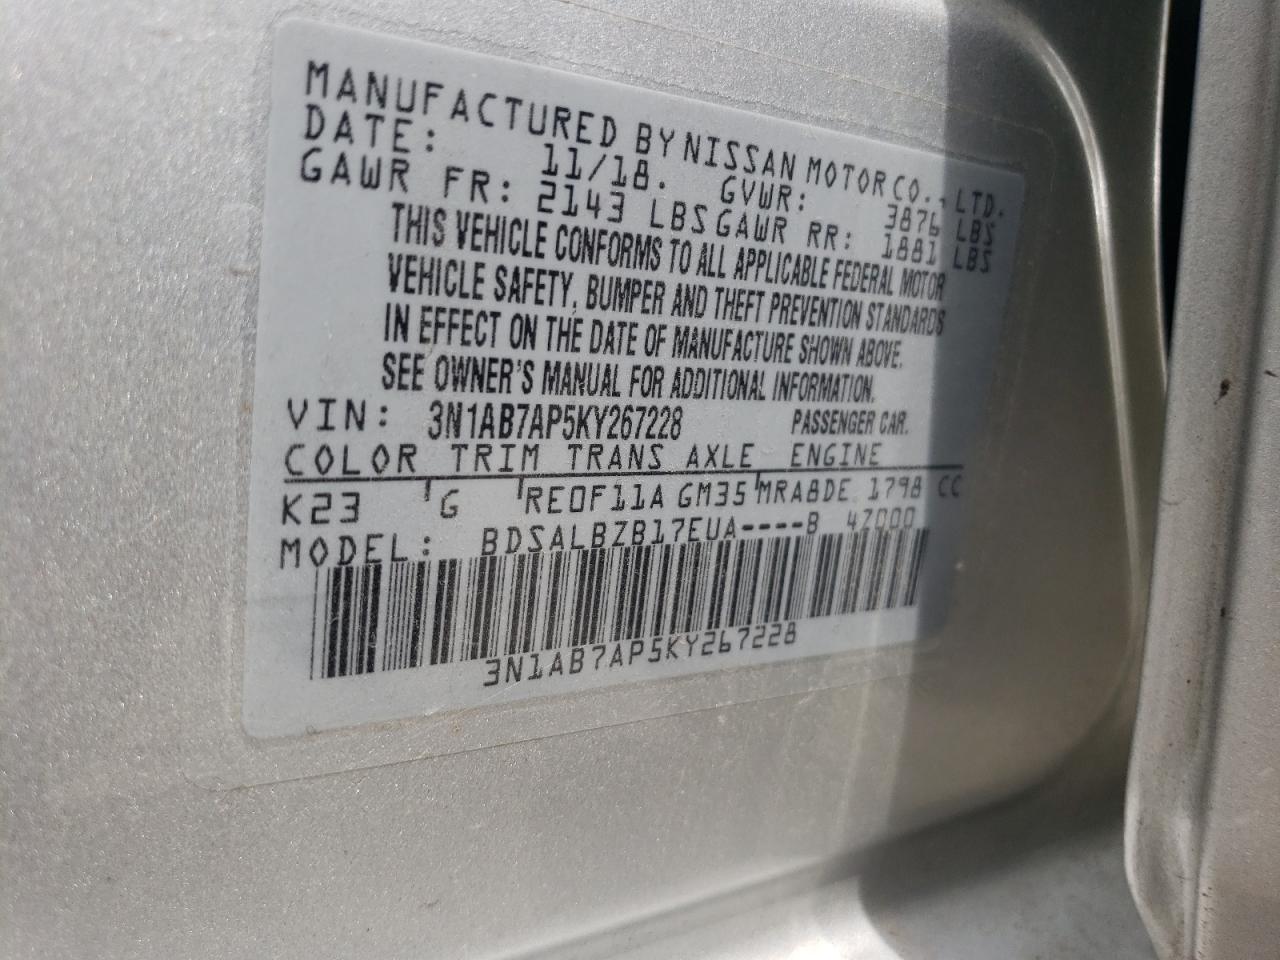 MANUFACTURED BY NISSAN MOTOR CO., LTD.
DATE: 11/18. GVWR: 3876 LBS
GAWR FR: 2143 LBS GAWR RR: 1881 LBS
THIS VEHICLE CONFORMS TO ALL APPLICABLE FEDERAL MOTOR
VEHICLE SAFETY, BUMPER AND THEFT PREVENTION STANDARDS
IN EFFECT ON THE DATE OF MANUFACTURE SHOWN ABOVE.
SEE OWNER'S MANUAL FOR ADDITIONAL INFORMATION.
VIN: 3N1AB7AP5KY267228 PASSENGER CAR.
COLOR TRIM TRANS AXLE ENGINE
K23 G RE0F11A GM35 MRA8DE 1798 CC
MODEL: BDSALBZB17EUA----B 47000
3N1AB7AP5KY267228